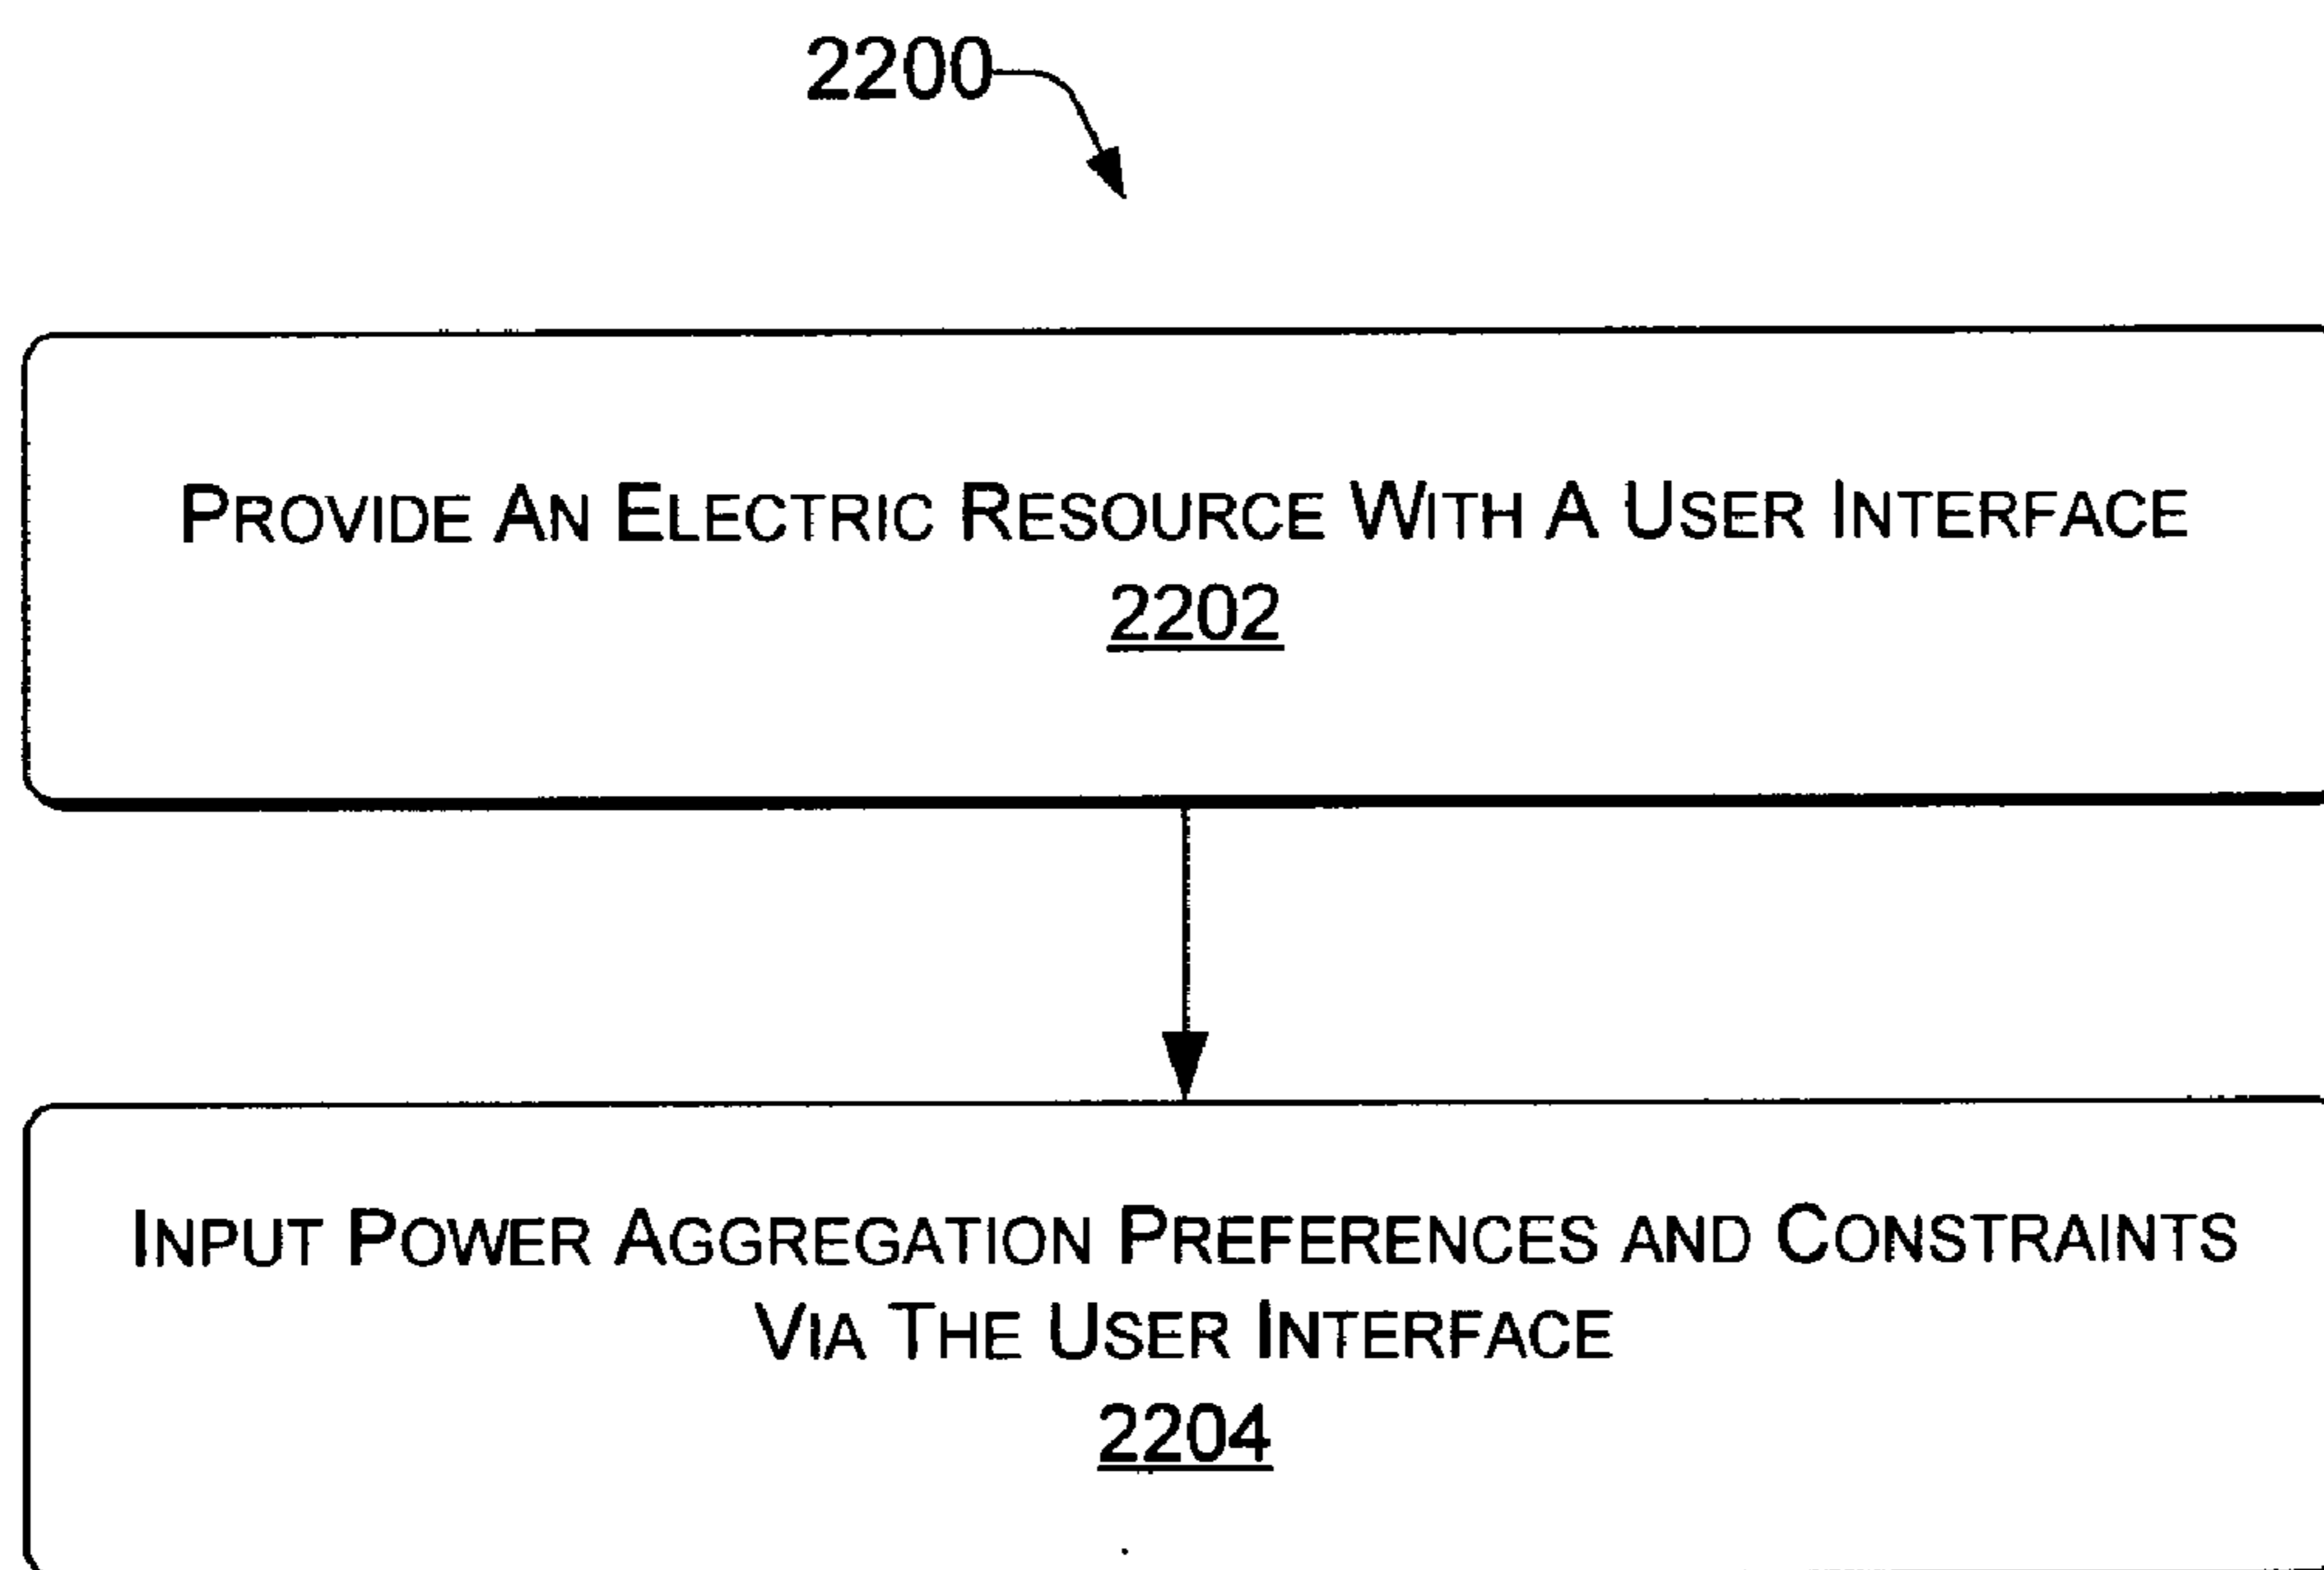 2200
PROVIDE AN ELECTRIC RESOURCE WITH A USER INTERFACE
2202
INPUT POWER AGGREGATION PREFERENCES AND CONSTRAINTS
VIA THE USER INTERFACE
2204